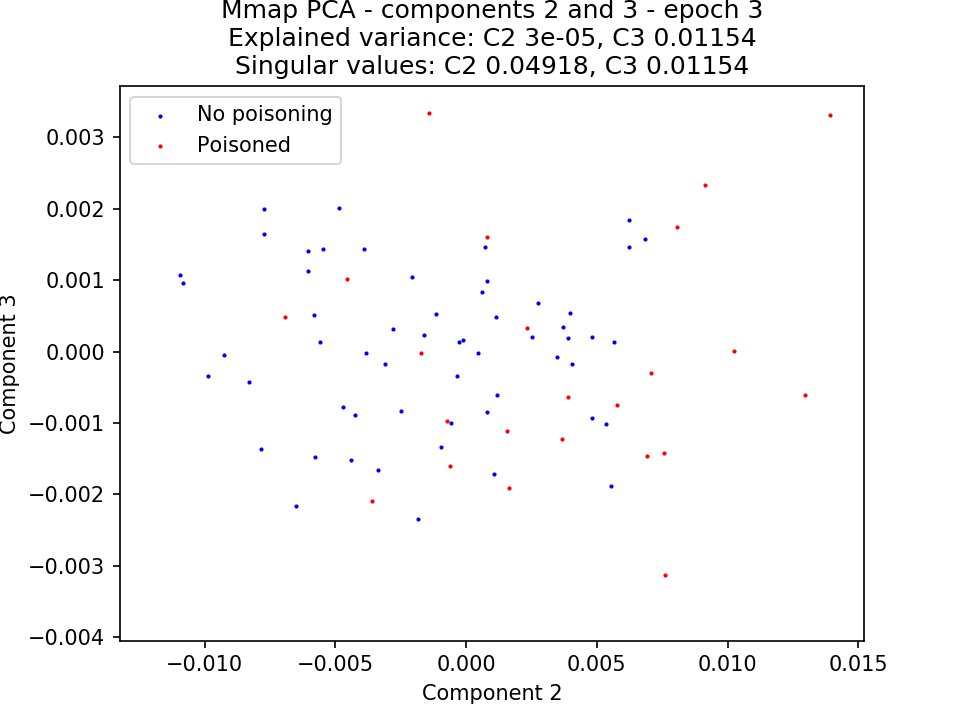 Mmap PCA - components 2 and 3 - epoch 3
Explained variance: C2 3e-05, C3 0.01154
Singular values: C2 0.04918, C3 0.01154
No poisoning
Poisoned
0.003
0.002
0.001
0.000
−0.001
−0.002
−0.003
−0.004
Component 3
−0.010
−0.005
0.000
0.005
0.010
0.015
Component 2